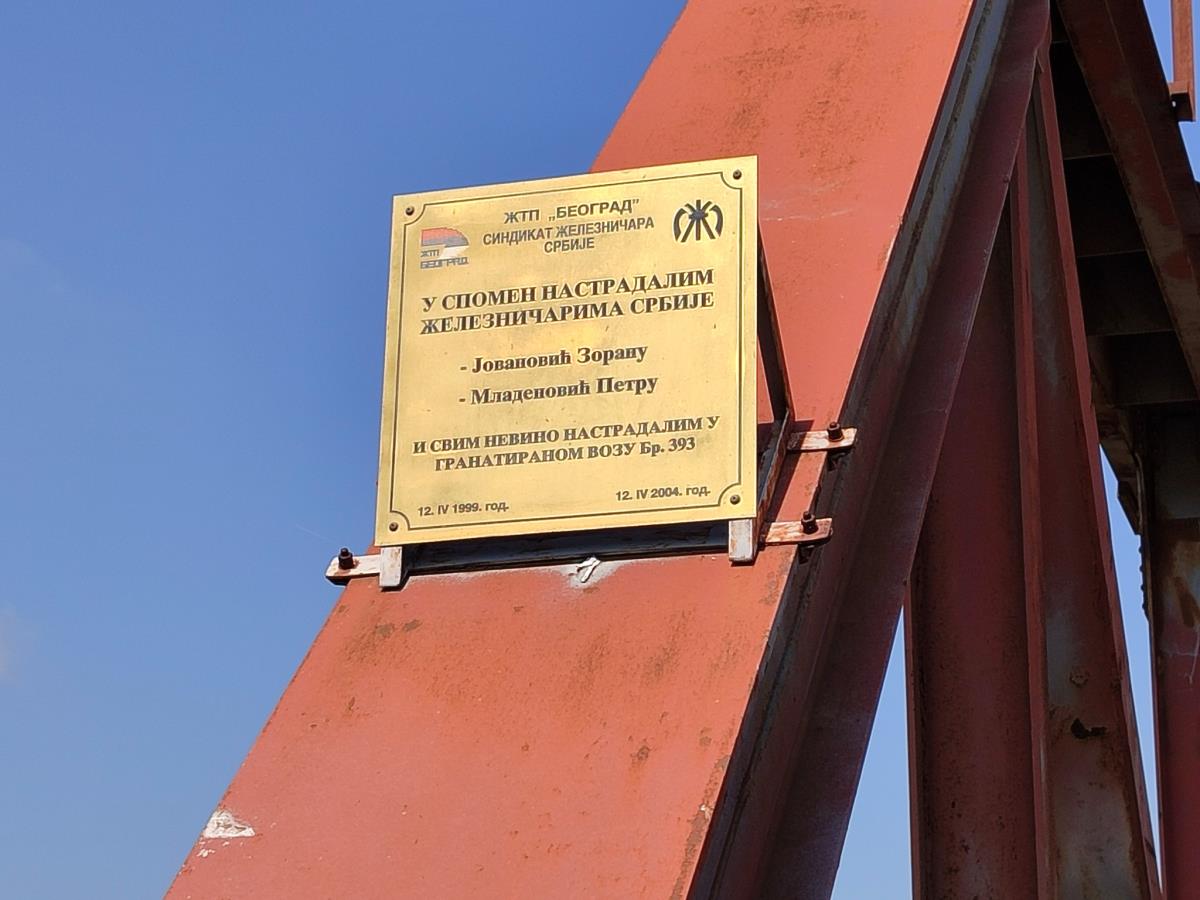 ЖТП „БЕОГРАД”
СИНДИКАТ ЖЕЛЕЗНИЧАРА
СРБИЈЕ
ЖТП
БЕОГРАД
У СПОМЕН НАСТРАДАЛИМ
ЖЕЛЕЗНИЧАРИМА СРБИЈЕ
- Јовановић Зорану
- Младеновић Петру
И СВИМ НЕВИНО НАСТРАДАЛИМ У
ГРАНАТИРАНОМ ВОЗУ Бр. 393
12. IV 1999. год.
12. IV 2004. год.